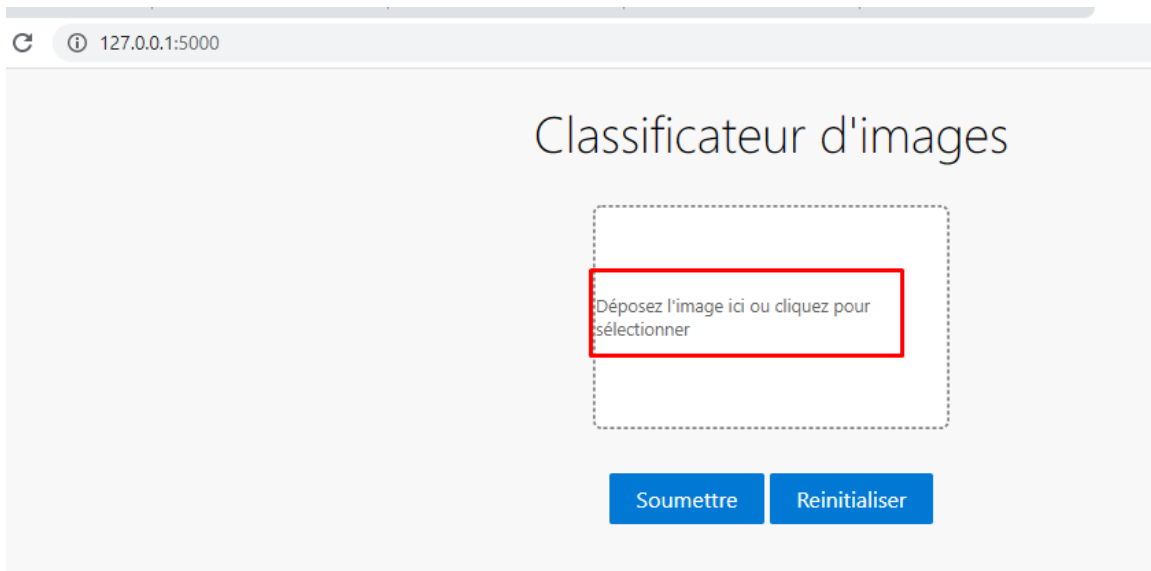 127.0.0.1:5000
Classificateur d'images
Déposez l'image ici ou cliquez pour
sélectionner
Soumettre
Reinitialiser